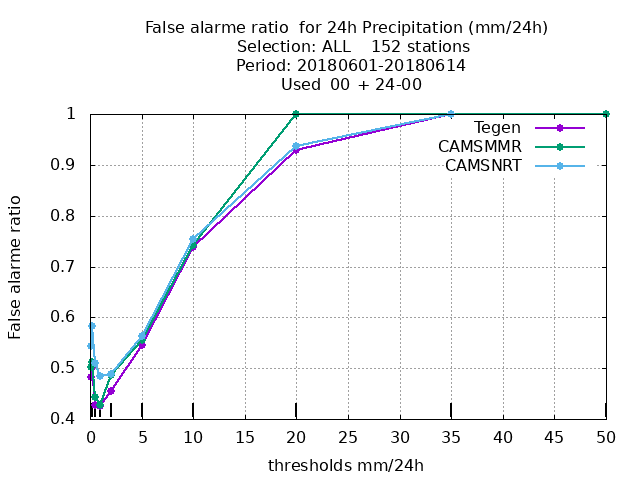 False alarme ratio  for 24h Precipitation (mm/24h)
Selection: ALL    152 stations
Period: 20180601-20180614
Used  00 + 24-00
1
0.9
0.8
0.7
0.6
0.5
0.4
False alarme ratio
Tegen
CAMSMMR
CAMSNRT
0 5 10 15 20 25 30 35 40 45 50
thresholds mm/24h